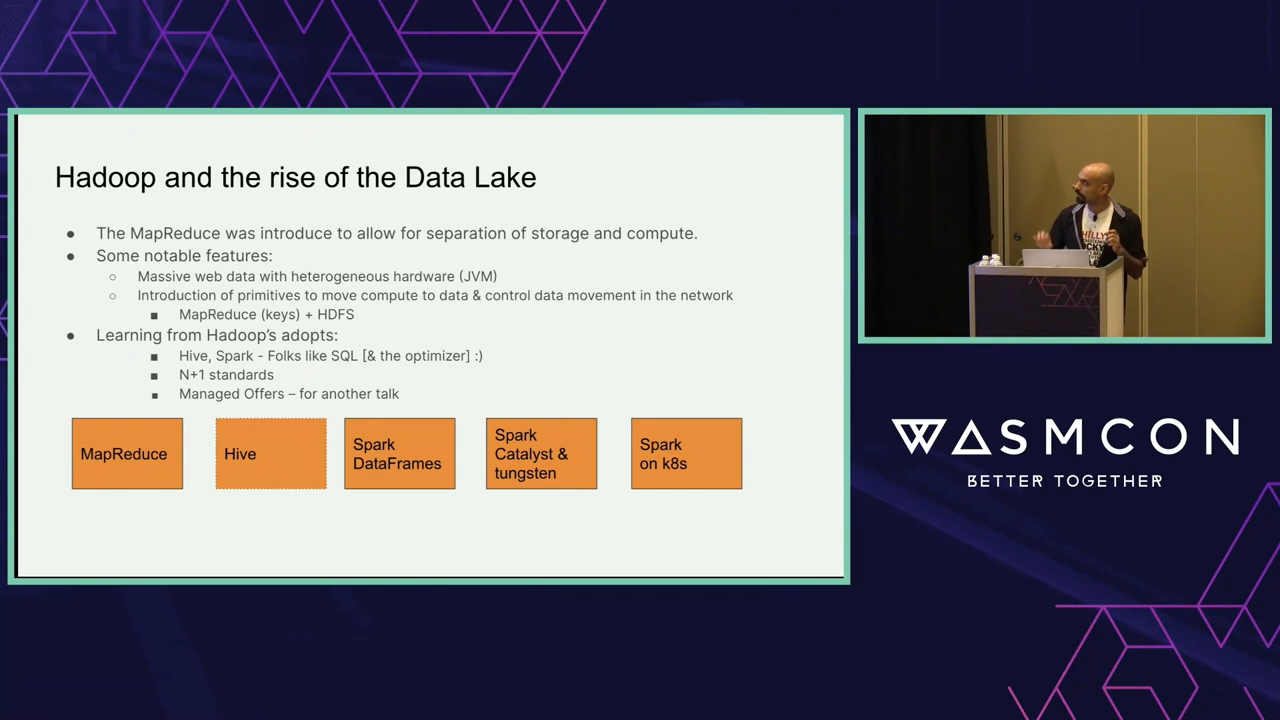 Hadoop and the rise of the Data Lake
● The MapReduce was introduce to allow for separation of storage and compute.
● Some notable features:
○ Massive web data with heterogeneous hardware (JVM)
○ Introduction of primitives to move compute to data & control data movement in the network
■ MapReduce (keys) + HDFS
● Learning from Hadoop's adopts:
■ Hive, Spark - Folks like SQL [& the optimizer] :)
■ N+1 standards
■ Managed Offers – for another talk
MapReduce
Hive
Spark
DataFrames
Spark
Catalyst &
tungsten
Spark
on k8s
WASMCON
BETTER TOGETHER